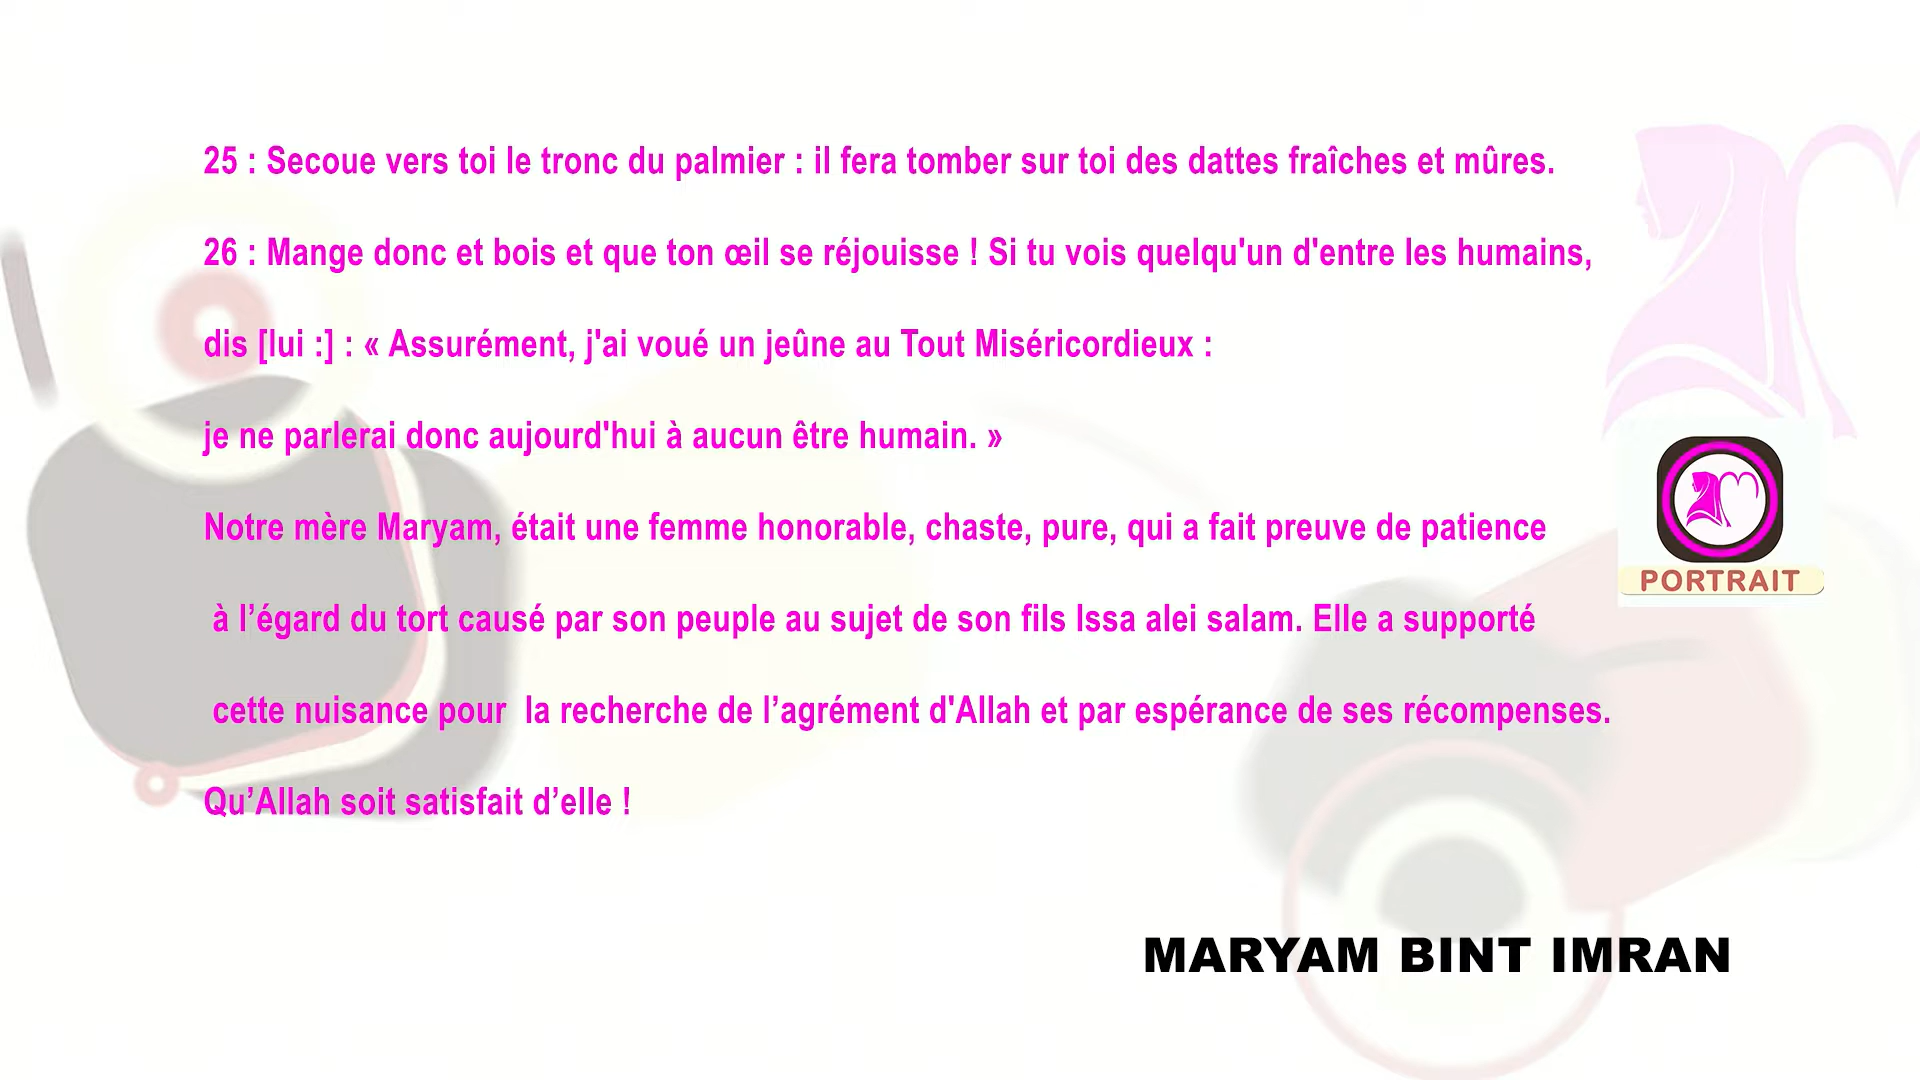 25 : Secoue vers toi le tronc du palmier : il fera tomber sur toi des dattes fraîches et mûres.
26 : Mange donc et bois et que ton œil se réjouisse ! Si tu vois quelqu'un d'entre les humains,
dis [lui :] : « Assurément, j'ai voué un jeûne au Tout Miséricordieux :
je ne parlerai donc aujourd'hui à aucun être humain. »
Notre mère Maryam, était une femme honorable, chaste, pure, qui a fait preuve de patience
à l’égard du tort causé par son peuple au sujet de son fils Issa alei salam. Elle a supporté
cette nuisance pour  la recherche de l’agrément d'Allah et par espérance de ses récompenses.
Qu’Allah soit satisfait d’elle !
PORTRAIT
MARYAM BINT IMRAN